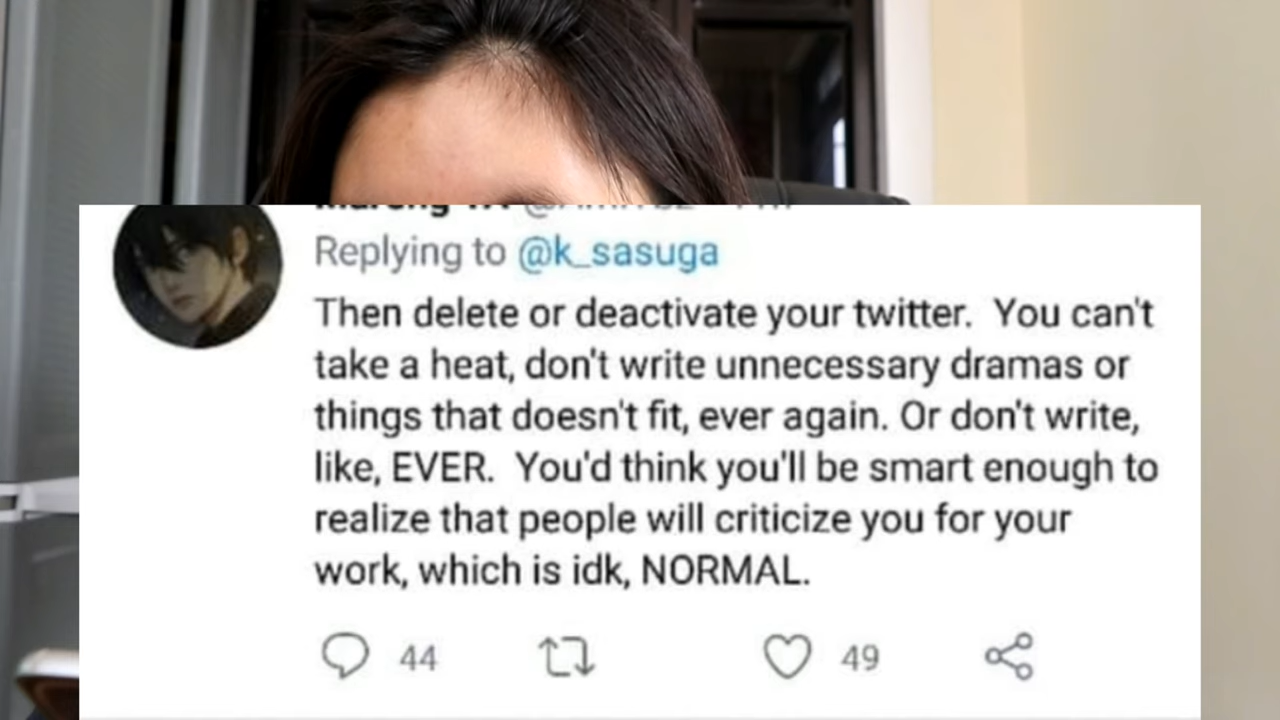 Replying to @k_sasuga
Then delete or deactivate your twitter. You can't
take a heat, don't write unnecessary dramas or
things that doesn't fit, ever again. Or don't write,
like, EVER. You'd think you'll be smart enough to
realize that people will criticize you for your
work, which is idk, NORMAL.
44 49